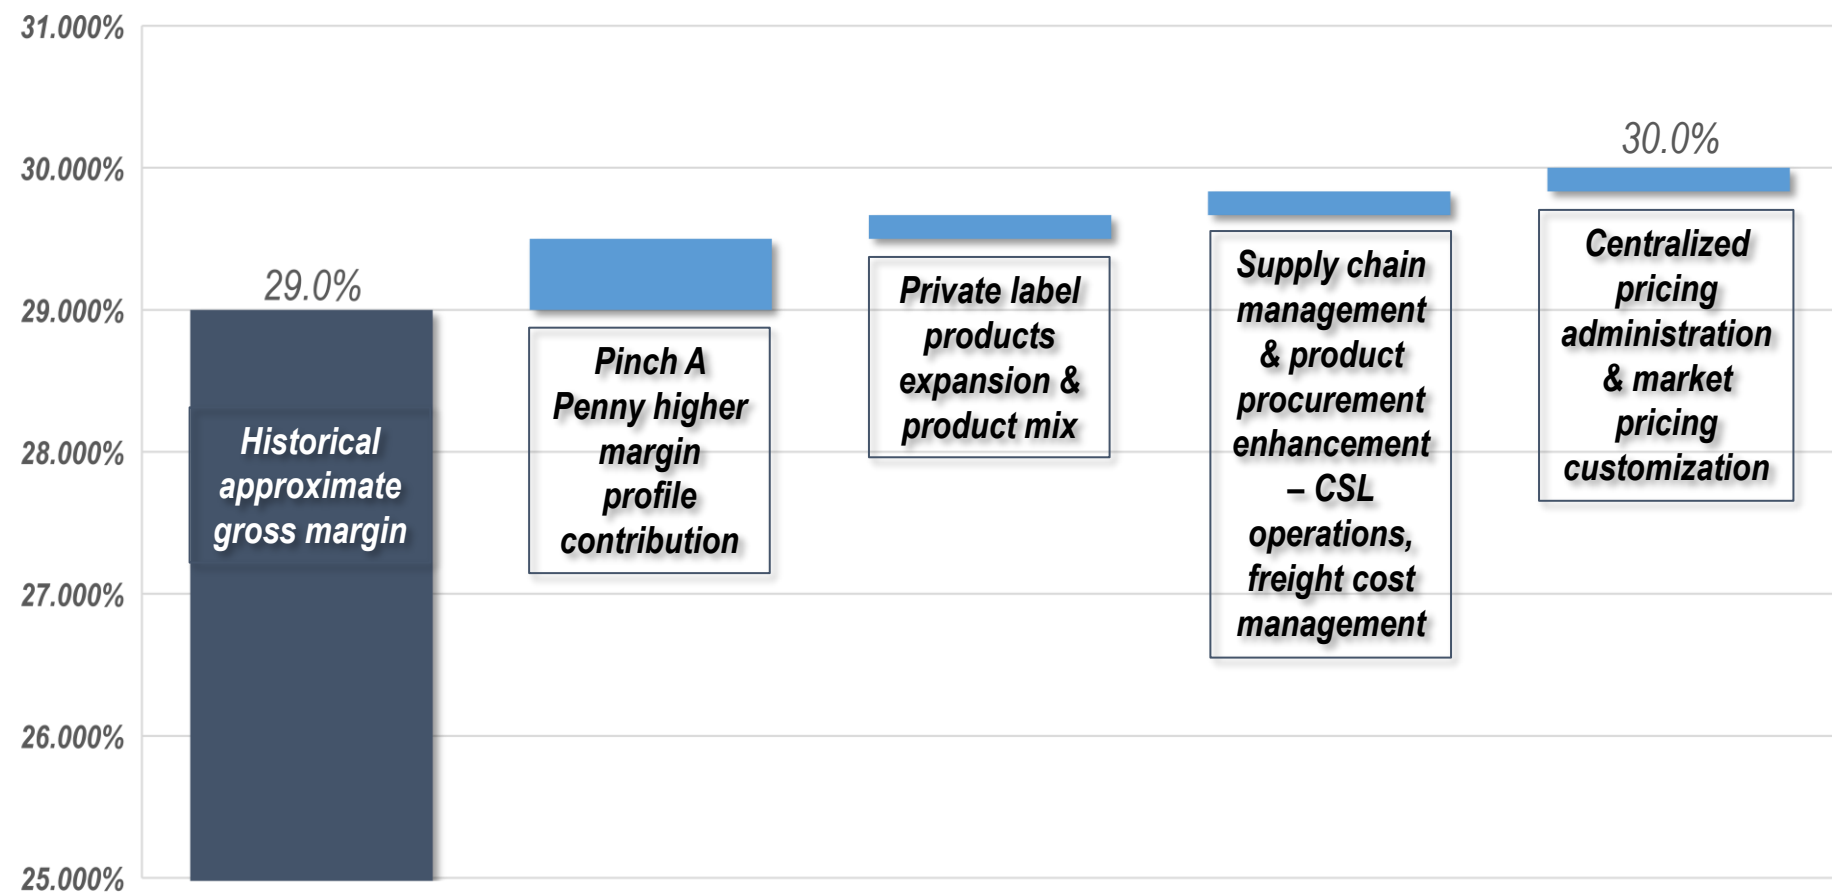 31.000%
30.000%
29.000%
28.000%
27.000%
26.000%
25.000%
29.0%
Historical
approximate
gross margin
Pinch A
Penny higher
margin
profile
contribution
Private label
products
expansion &
product mix
Supply chain
management
& product
procurement
enhancement
– CSL
operations,
freight cost
management
30.0%
Centralized
pricing
administration
& market
pricing
customization